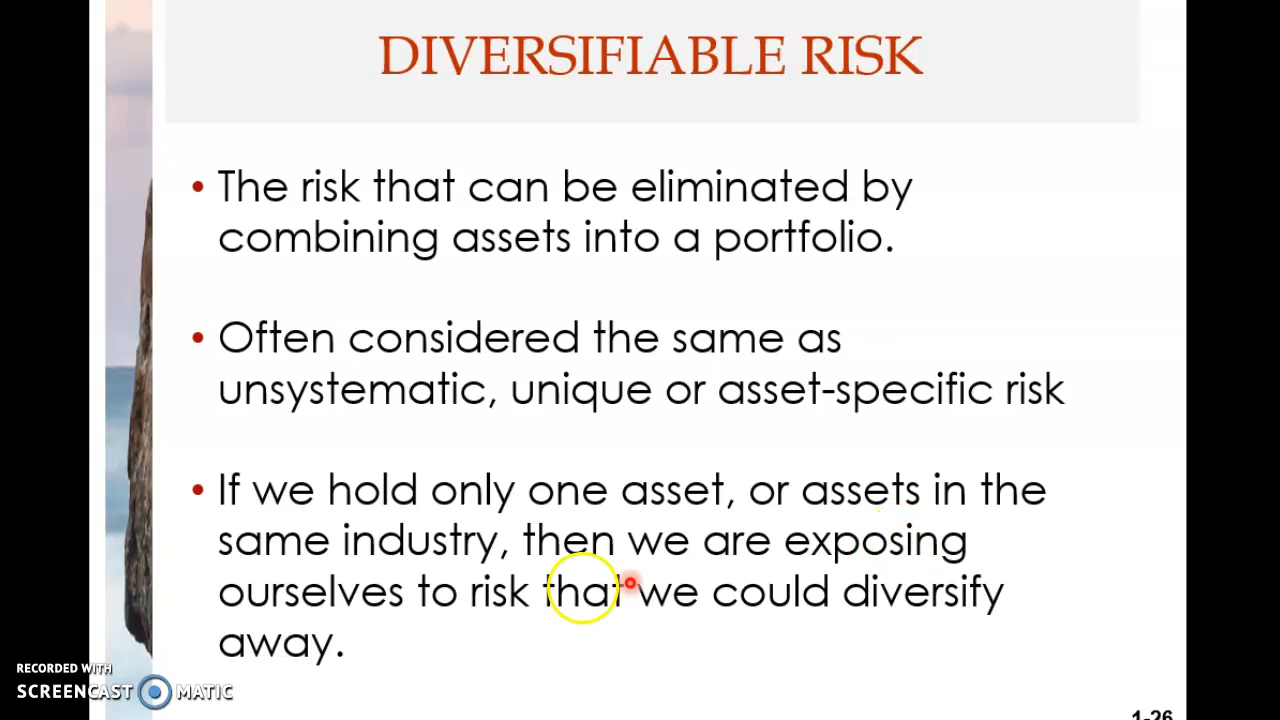 DIVERSIFIABLE RISK
• The risk that can be eliminated by
combining assets into a portfolio.
• Often considered the same as
unsystematic, unique or asset-specific risk
• If we hold only one asset, or assets in the
same industry, then we are exposing
ourselves to risk that we could diversify
away.
RECORDED WITH
SCREENCAST MATIC
1-26